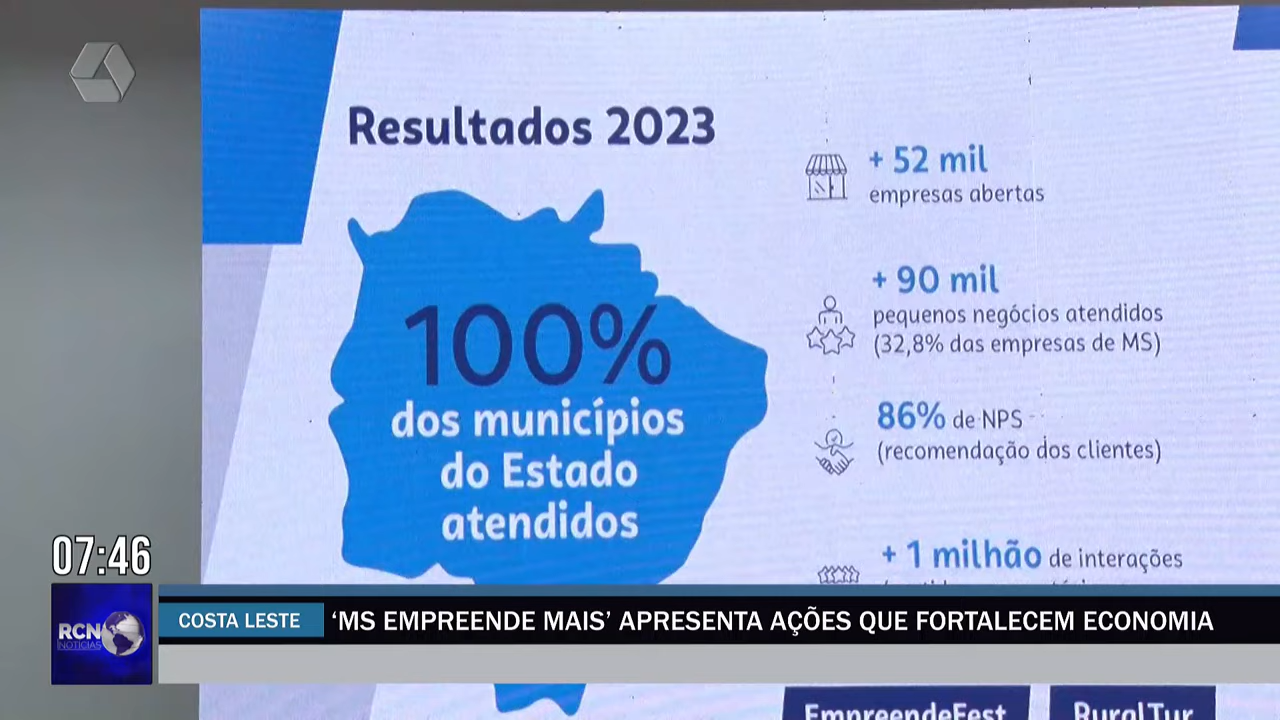 Resultados 2023
100%
dos municípios
do Estado
atendidos
+ 52 mil
empresas abertas
+ 90 mil
pequenos negócios atendidos
(32,8% das empresas de MS)
86% de NPS
(recomendação dos clientes)
+ 1 milhão de interações
07:46
RCN
NOTÍCIAS
COSTA LESTE
‘MS EMPREENDE MAIS’ APRESENTA AÇÕES QUE FORTALECEM ECONOMIA
EmpreendeFest
RuralTur